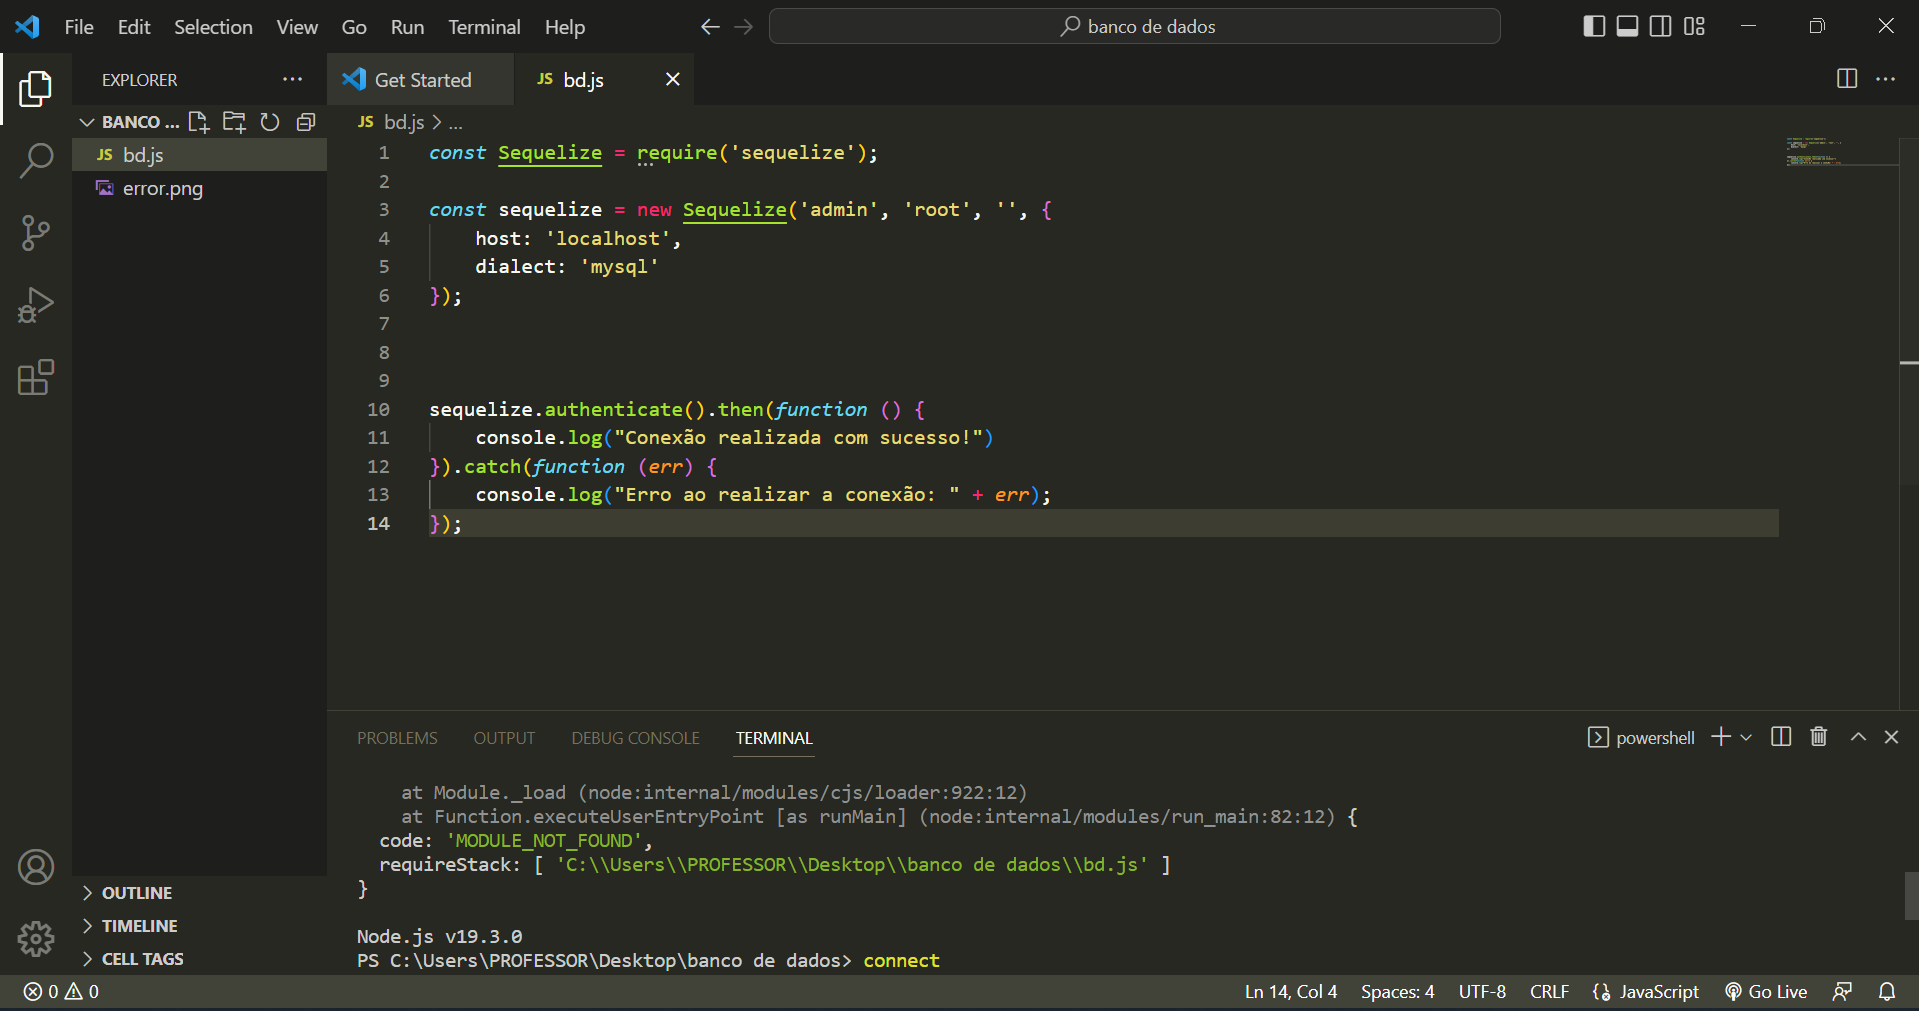 File Edit Selection View Go Run Terminal Help
banco de dados
EXPLORER
Get Started
JS bd.js
BANCO ...
JS bd.js
error.png
JS bd.js > ...
1 const Sequelize = require('sequelize');
2
3 const sequelize = new Sequelize('admin', 'root', '', {
4 host: 'localhost',
5 dialect: 'mysql'
6 });
7
8
9
10 sequelize.authenticate().then(function () {
11 console.log("Conexão realizada com sucesso!")
12 }).catch(function (err) {
13 console.log("Erro ao realizar a conexão: " + err);
14 });
PROBLEMS OUTPUT DEBUG CONSOLE TERMINAL
powershell
at Module._load (node:internal/modules/cjs/loader:922:12)
at Function.executeUserEntryPoint [as runMain] (node:internal/modules/run_main:82:12) {
code: 'MODULE_NOT_FOUND',
requireStack: [ 'C:\\Users\\PROFESSOR\\Desktop\\banco de dados\\bd.js' ]
}
Node.js v19.3.0
PS C:\Users\PROFESSOR\Desktop\banco de dados> connect
OUTLINE
TIMELINE
CELL TAGS
0 0
Ln 14, Col 4 Spaces: 4 UTF-8 CRLF JavaScript Go Live